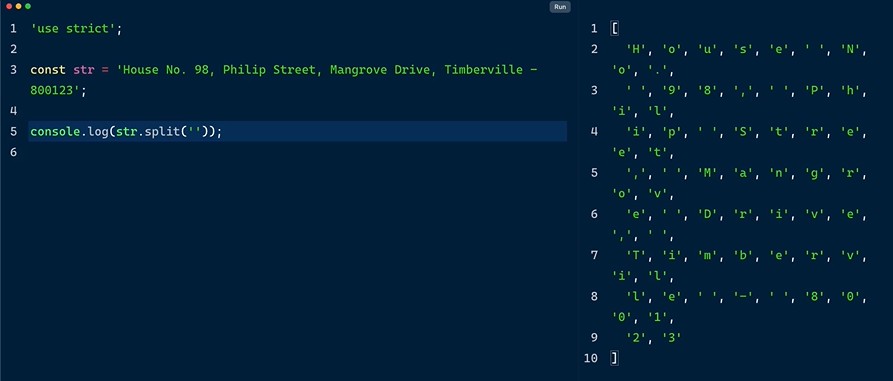 Run
1 'use strict';
2
3 const str = 'House No. 98, Philip Street, Mangrove Drive, Timberville -
800123';
4
5 console.log(str.split(''));
6
1 [
2 'H', 'o', 'u', 's', 'e', ' ', 'N',
'o', '.',
3 ' ', '9', '8', ',', ' ', 'P', 'h',
'i', 'l',
4 'i', 'p', ' ', 'S', 't', 'r', 'e',
'e', 't',
5 ',', ' ', 'M', 'a', 'n', 'g', 'r',
'o', 'v',
6 'e', ' ', 'D', 'r', 'i', 'v', 'e',
',', ' ',
7 'T', 'i', 'm', 'b', 'e', 'r', 'v',
'i', 'l',
8 'l', 'e', ' ', '-', ' ', '8', '0',
'0', '1',
9 '2', '3'
10 ]